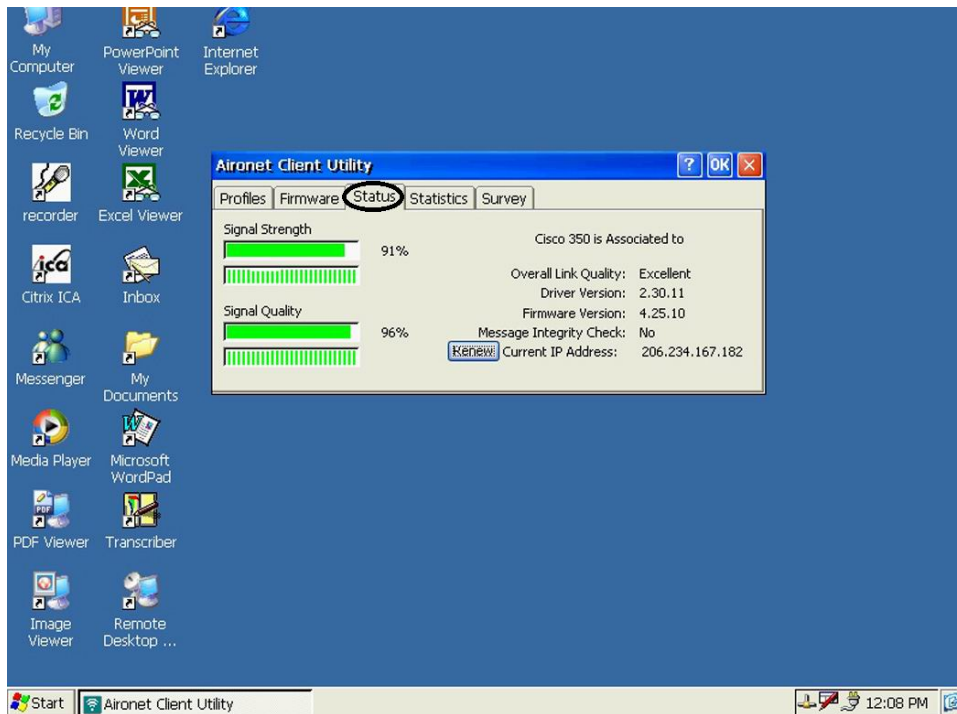 My
Computer
PowerPoint
Viewer
Internet
Explorer
Recycle Bin
Word
Viewer
recorder
Excel Viewer
Citrix ICA
Inbox
Messenger
My
Documents
Media Player
Microsoft
WordPad
PDF Viewer
Transcriber
Image
Viewer
Remote
Desktop ...
Aironet Client Utility
? OK
Profiles Firmware Status Statistics Survey
Signal Strength
91%
Signal Quality
96%
Cisco 350 is Associated to
Overall Link Quality: Excellent
Driver Version: 2.30.11
Firmware Version: 4.25.10
Message Integrity Check: No
Renew Current IP Address: 206.234.167.182
Start Aironet Client Utility 12:08 PM